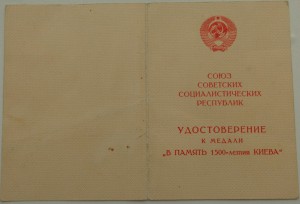 СОЮЗ
СОВЕТСКИХ
СОЦИАЛИСТИЧЕСКИХ
РЕСПУБЛИК
УДОСТОВЕРЕНИЕ
К МЕДАЛИ
„В ПАМЯТЬ 1500-летия КИЕВА“